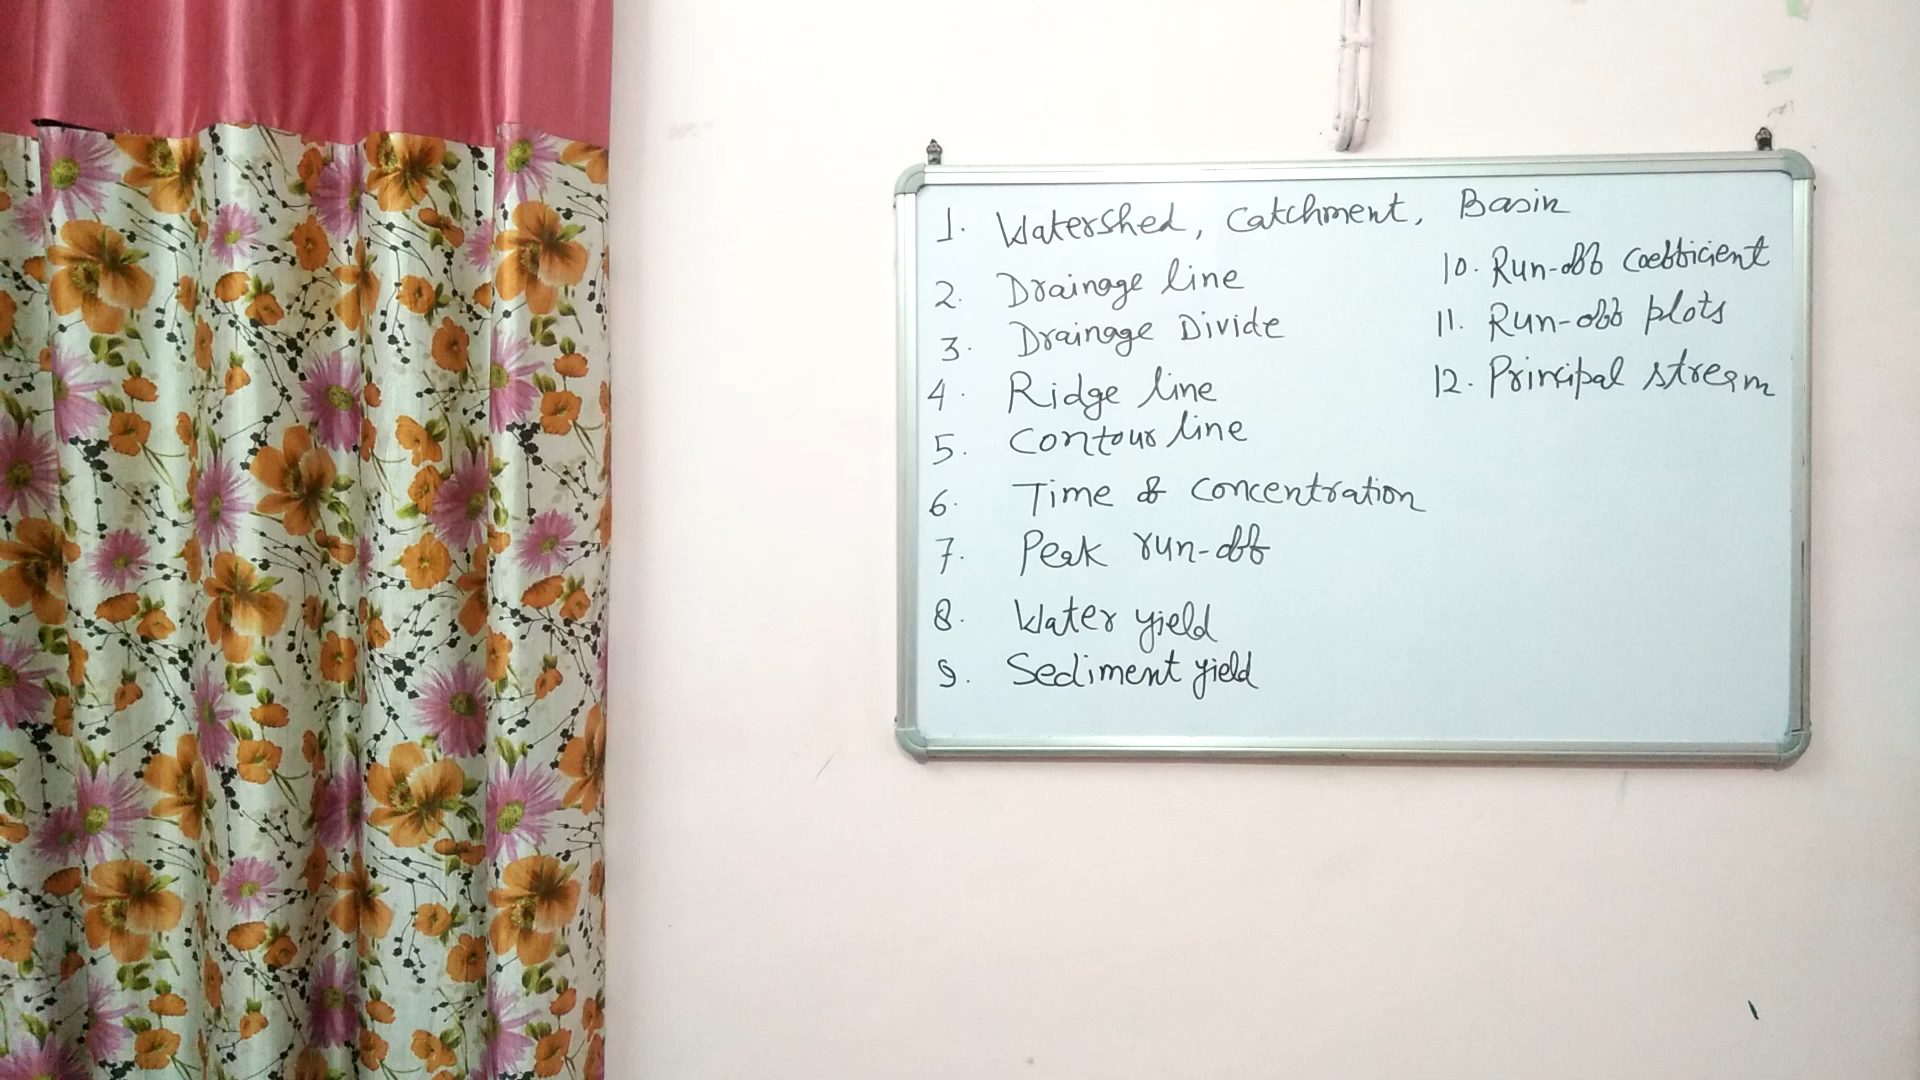 1. Watershed, Catchment, Basin
2. Drainage line
3. Drainage Divide
4. Ridge line
5. Contour line
6. Time of Concentration
7. Peak run-off
8. Water yield
9. Sediment yield
10. Run-off Coefficient
11. Run-off plots
12. Principal stream